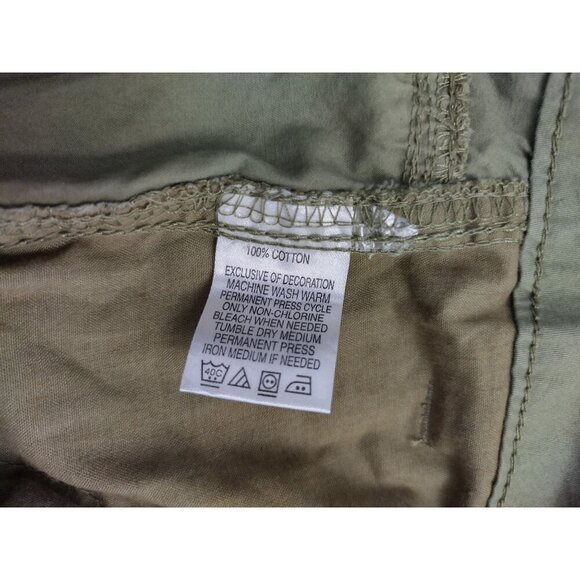 100% COTTON
EXCLUSIVE OF DECORATION
MACHINE WASH WARM
PERMANENT PRESS CYCLE
ONLY NON-CHLORINE
BLEACH WHEN NEEDED
TUMBLE DRY MEDIUM
PERMANENT PRESS
IRON MEDIUM IF NEEDED
40C